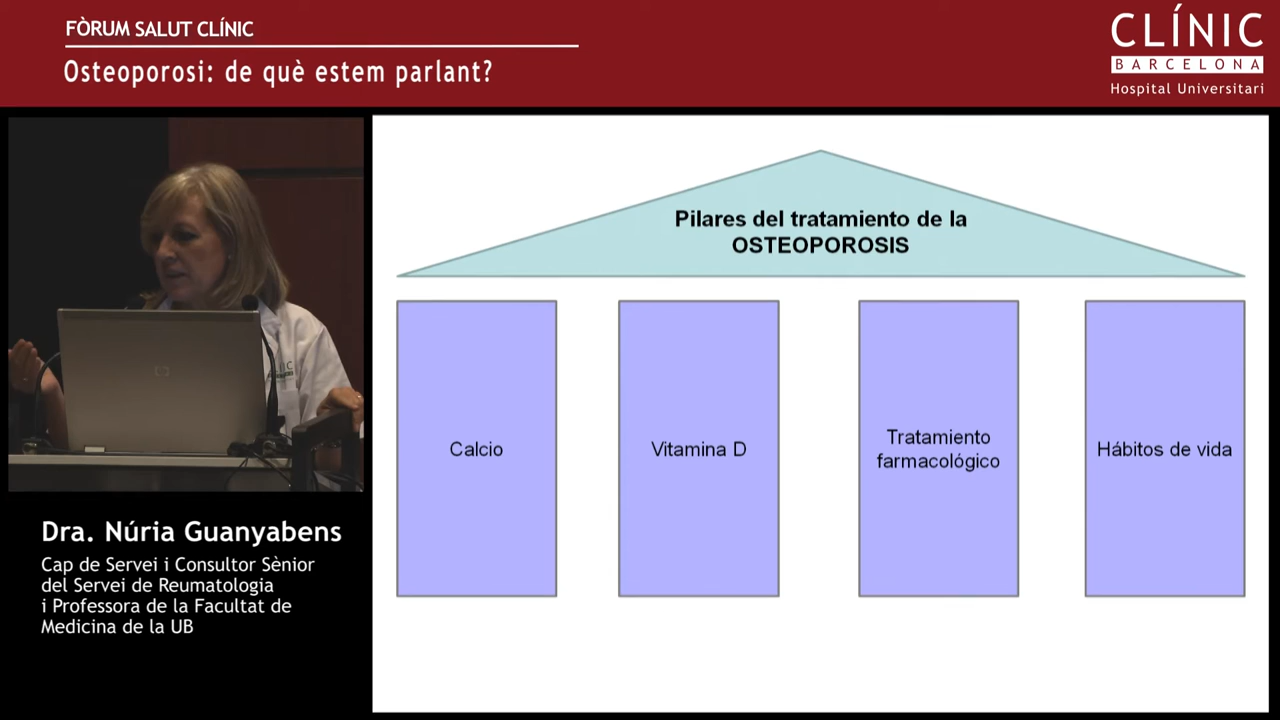 FÒRUM SALUT CLÍNIC
Osteoporosi: de què estem parlant?
CLÍNIC
BARCELONA
Hospital Universitari
Pilares del tratamiento de la
OSTEOPOROSIS
Calcio
Vitamina D
Tratamiento
farmacológico
Hábitos de vida
Dra. Núria Guanyabens
Cap de Servei i Consultor Sènior
del Servei de Reumatologia
i Professora de la Facultat de
Medicina de la UB